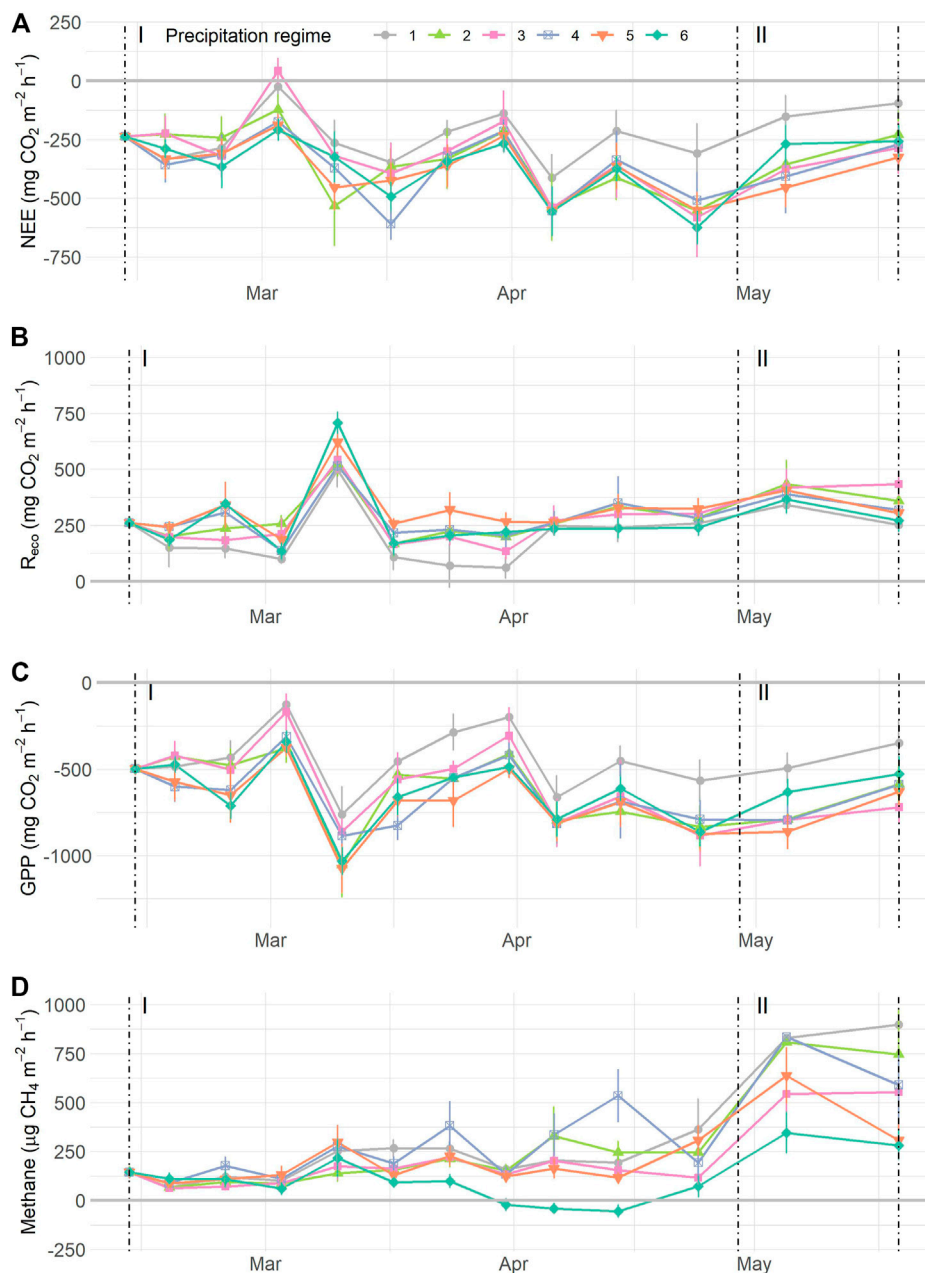 A
I Precipitation regime 1 2 3 4 5 6 II
NEE (mg CO₂ m⁻² h⁻¹)
250
0
-250
-500
-750
Mar Apr May
B
I II
R_eco (mg CO₂ m⁻² h⁻¹)
1000
750
500
250
0
Mar Apr May
C
I II
GPP (mg CO₂ m⁻² h⁻¹)
0
-500
-1000
Mar Apr May
D
I II
Methane (µg CH₄ m⁻² h⁻¹)
1000
750
500
250
0
-250
Mar Apr May